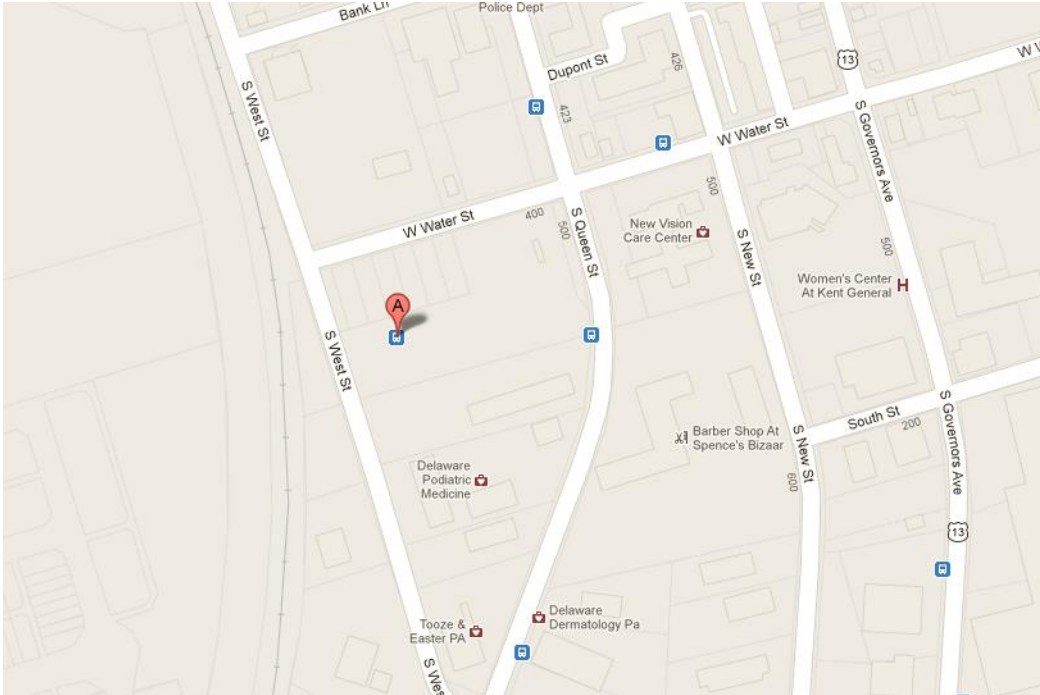 Bank Ln
Police Dept
Dupont St
426
13
W W
S West St
423
W Water St
S Governors Ave
W Water St
400
500
S Queen St
500
New Vision
Care Center
S New St
500
Women's Center
At Kent General
H
A
S West St
South St
200
S Governors Ave
Barber Shop At
Spence's Bizaar
S New St
600
Delaware
Podiatric
Medicine
13
Delaware
Dermatology Pa
Tooze &
Easter PA
S Wes